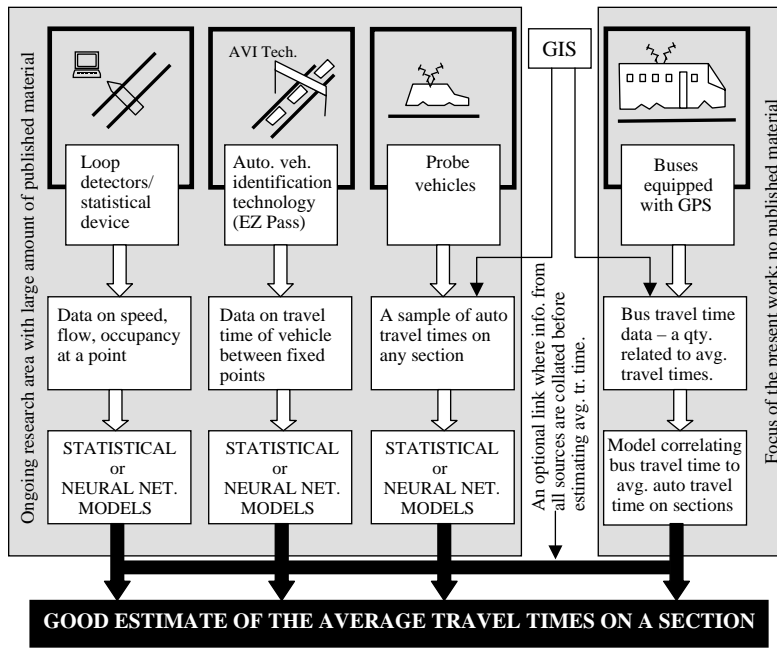 Ongoing research area with large amount of published material
AVI Tech.
GIS
Loop
detectors/
statistical
device
Auto. veh.
identification
technology
(EZ Pass)
Probe
vehicles
Buses
equipped
with GPS
Data on speed,
flow, occupancy
at a point
Data on travel
time of vehicle
between fixed
points
A sample of auto
travel times on
any section
An optional link where info. from
all sources are collated before
estimating avg. tr. time.
Bus travel time
data – a qty.
related to avg.
travel times.
STATISTICAL
or
NEURAL NET.
MODELS
STATISTICAL
or
NEURAL NET.
MODELS
STATISTICAL
or
NEURAL NET.
MODELS
Model correlating
bus travel time to
avg. auto travel
time on sections
Focus of the present work: no published material
GOOD ESTIMATE OF THE AVERAGE TRAVEL TIMES ON A SECTION